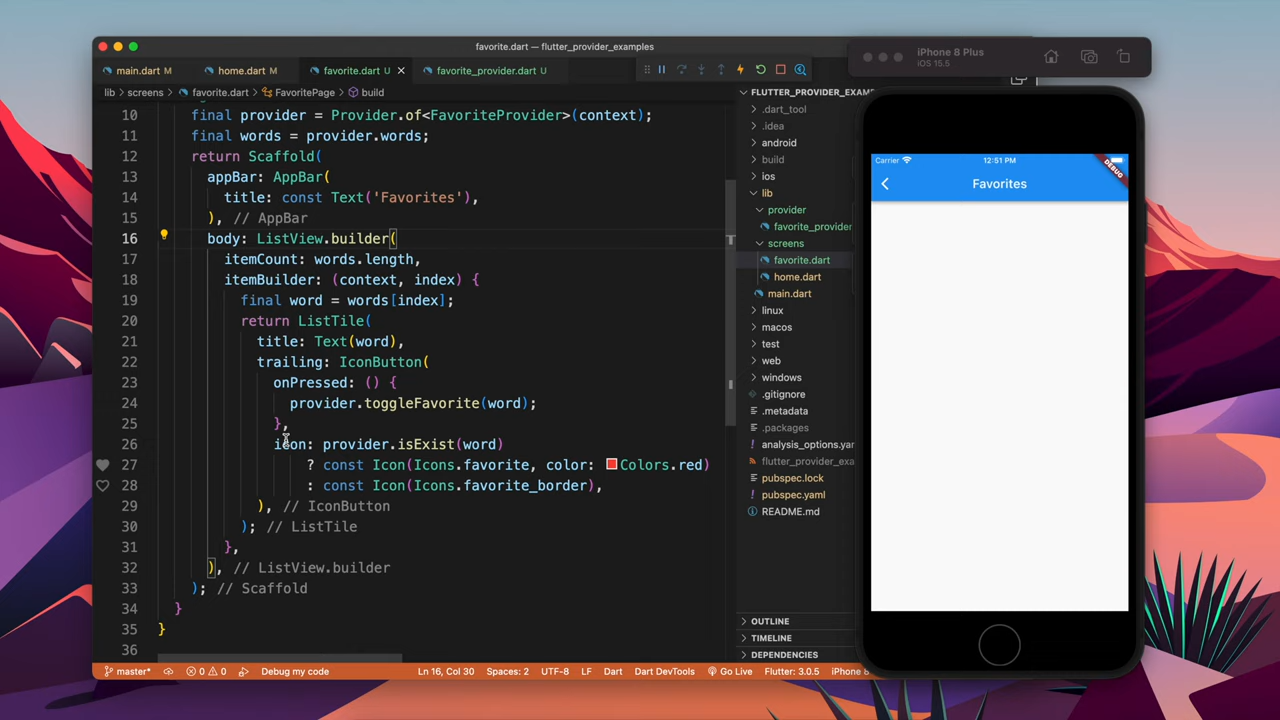 favorite.dart — flutter_provider_examples
iPhone 8 Plus
iOS 15.5
main.dart M
home.dart M
favorite.dart U
favorite_provider.dart U
lib > screens > favorite.dart > FavoritePage > build
10 final provider = Provider.of<FavoriteProvider>(context);
11 final words = provider.words;
12 return Scaffold(
13 appBar: AppBar(
14 title: const Text('Favorites'),
15 ), // AppBar
16 body: ListView.builder(
17 itemCount: words.length,
18 itemBuilder: (context, index) {
19 final word = words[index];
20 return ListTile(
21 title: Text(word),
22 trailing: IconButton(
23 onPressed: () {
24 provider.toggleFavorite(word);
25 },
26 icon: provider.isExist(word)
27 ? const Icon(Icons.favorite, color: Colors.red)
28 : const Icon(Icons.favorite_border),
29 ), // IconButton
30 ); // ListTile
31 },
32 ), // ListView.builder
33 ); // Scaffold
34 }
35 }
36
FLUTTER_PROVIDER_EXAMP
.dart_tool
.idea
android
build
ios
lib
provider
favorite_provider
screens
favorite.dart
home.dart
main.dart
linux
macos
test
web
windows
.gitignore
.metadata
.packages
analysis_options.ya
flutter_provider_exa
pubspec.lock
pubspec.yaml
README.md
OUTLINE
TIMELINE
DEPENDENCIES
Carrier
12:51 PM
DEBUG
Favorites
master*
0 0
Debug my code
Ln 16, Col 30
Spaces: 2
UTF-8
LF
Dart
Dart DevTools
Go Live
Flutter: 3.0.5
iPhone 8